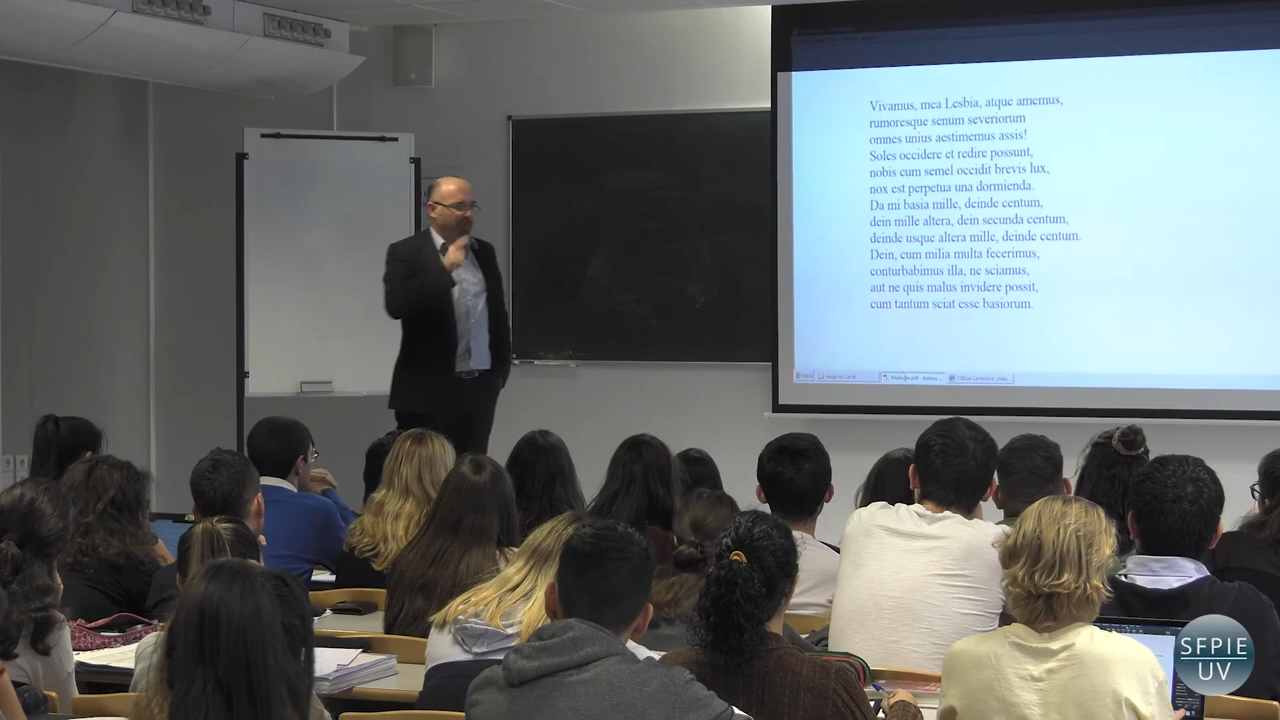 Vivamus, mea Lesbia, atque amemus,
rumoresque senum severiorum
omnes unius aestimemus assis!
Soles occidere et redire possunt,
nobis cum semel occidit brevis lux,
nox est perpetua una dormienda.
Da mi basia mille, deinde centum,
dein mille altera, dein secunda centum,
deinde usque altera mille, deinde centum.
Dein, cum milia multa fecerimus,
conturbabimus illa, ne sciamus,
aut ne quis malus invidere possit,
cum tantum sciat esse basiorum.
SFPIE
UV